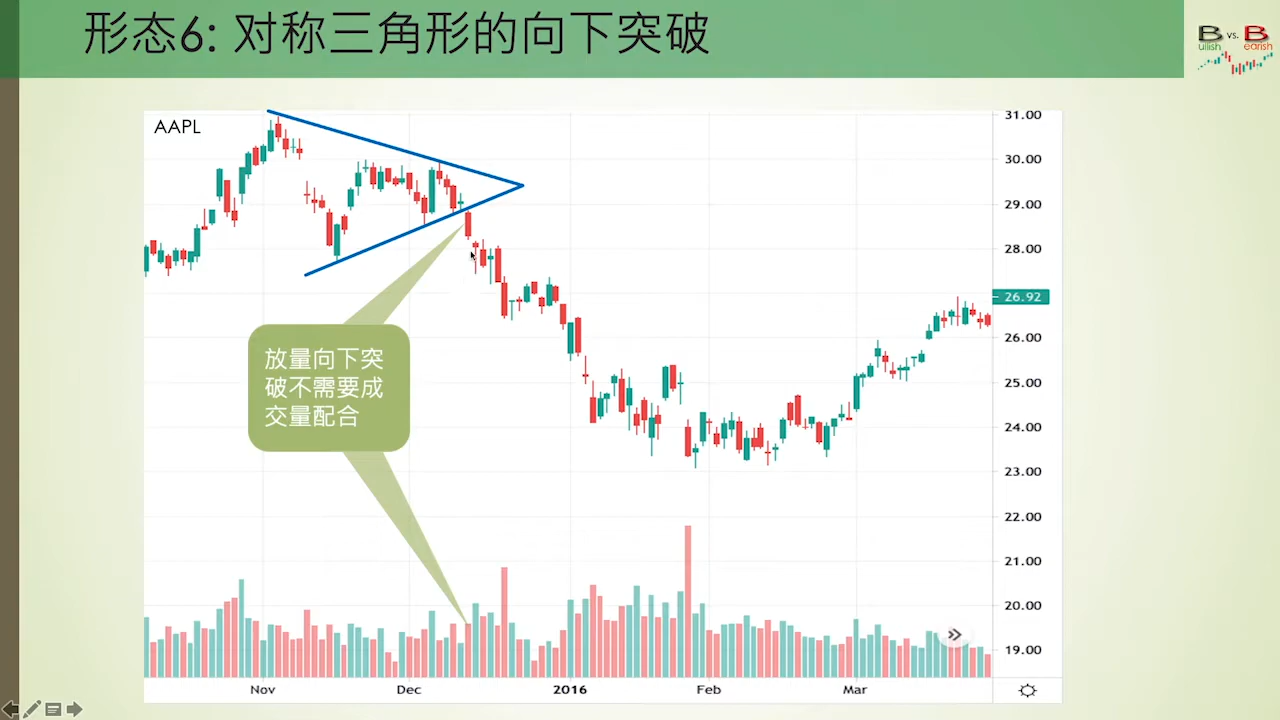 形态6: 对称三角形的向下突破
B vs. B
ullish earish
AAPL
放量向下突
破不需要成
交量配合
31.00
30.00
29.00
28.00
26.92
26.00
25.00
24.00
23.00
22.00
21.00
20.00
19.00
Nov Dec 2016 Feb Mar